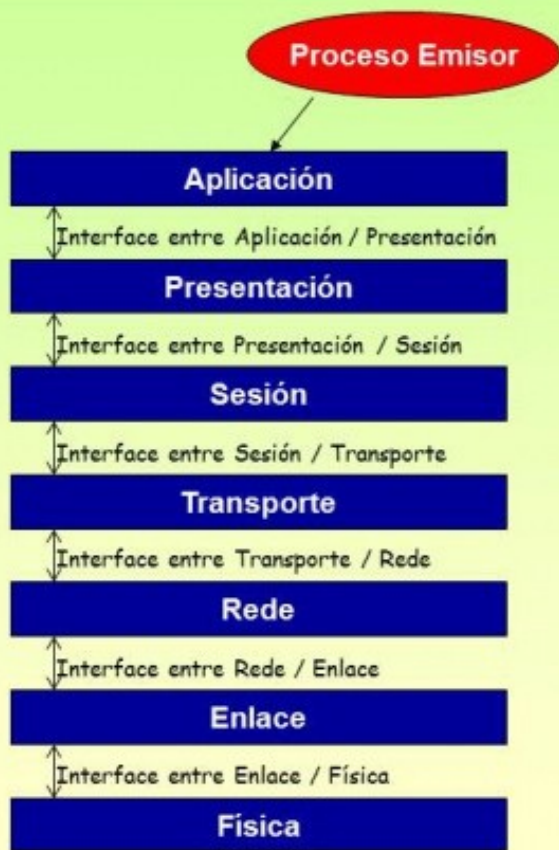 Proceso Emisor
Aplicación
Interface entre Aplicación / Presentación
Presentación
Interface entre Presentación / Sesión
Sesión
Interface entre Sesión / Transporte
Transporte
Interface entre Transporte / Rede
Rede
Interface entre Rede / Enlace
Enlace
Interface entre Enlace / Física
Física